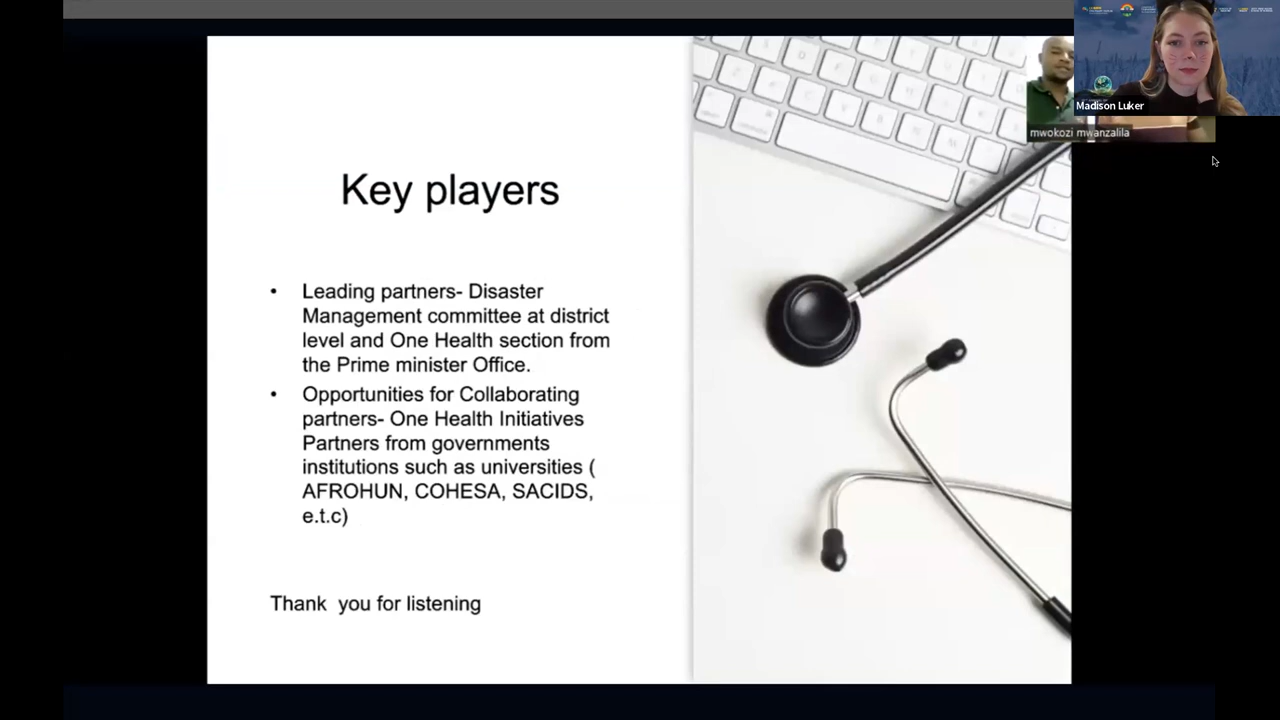 Key players
• Leading partners- Disaster
Management committee at district
level and One Health section from
the Prime minister Office.
• Opportunities for Collaborating
partners- One Health Initiatives
Partners from governments
institutions such as universities (
AFROHUN, COHESA, SACIDS,
e.t.c)
Thank  you for listening
Madison Luker
mwokozi mwanzalila